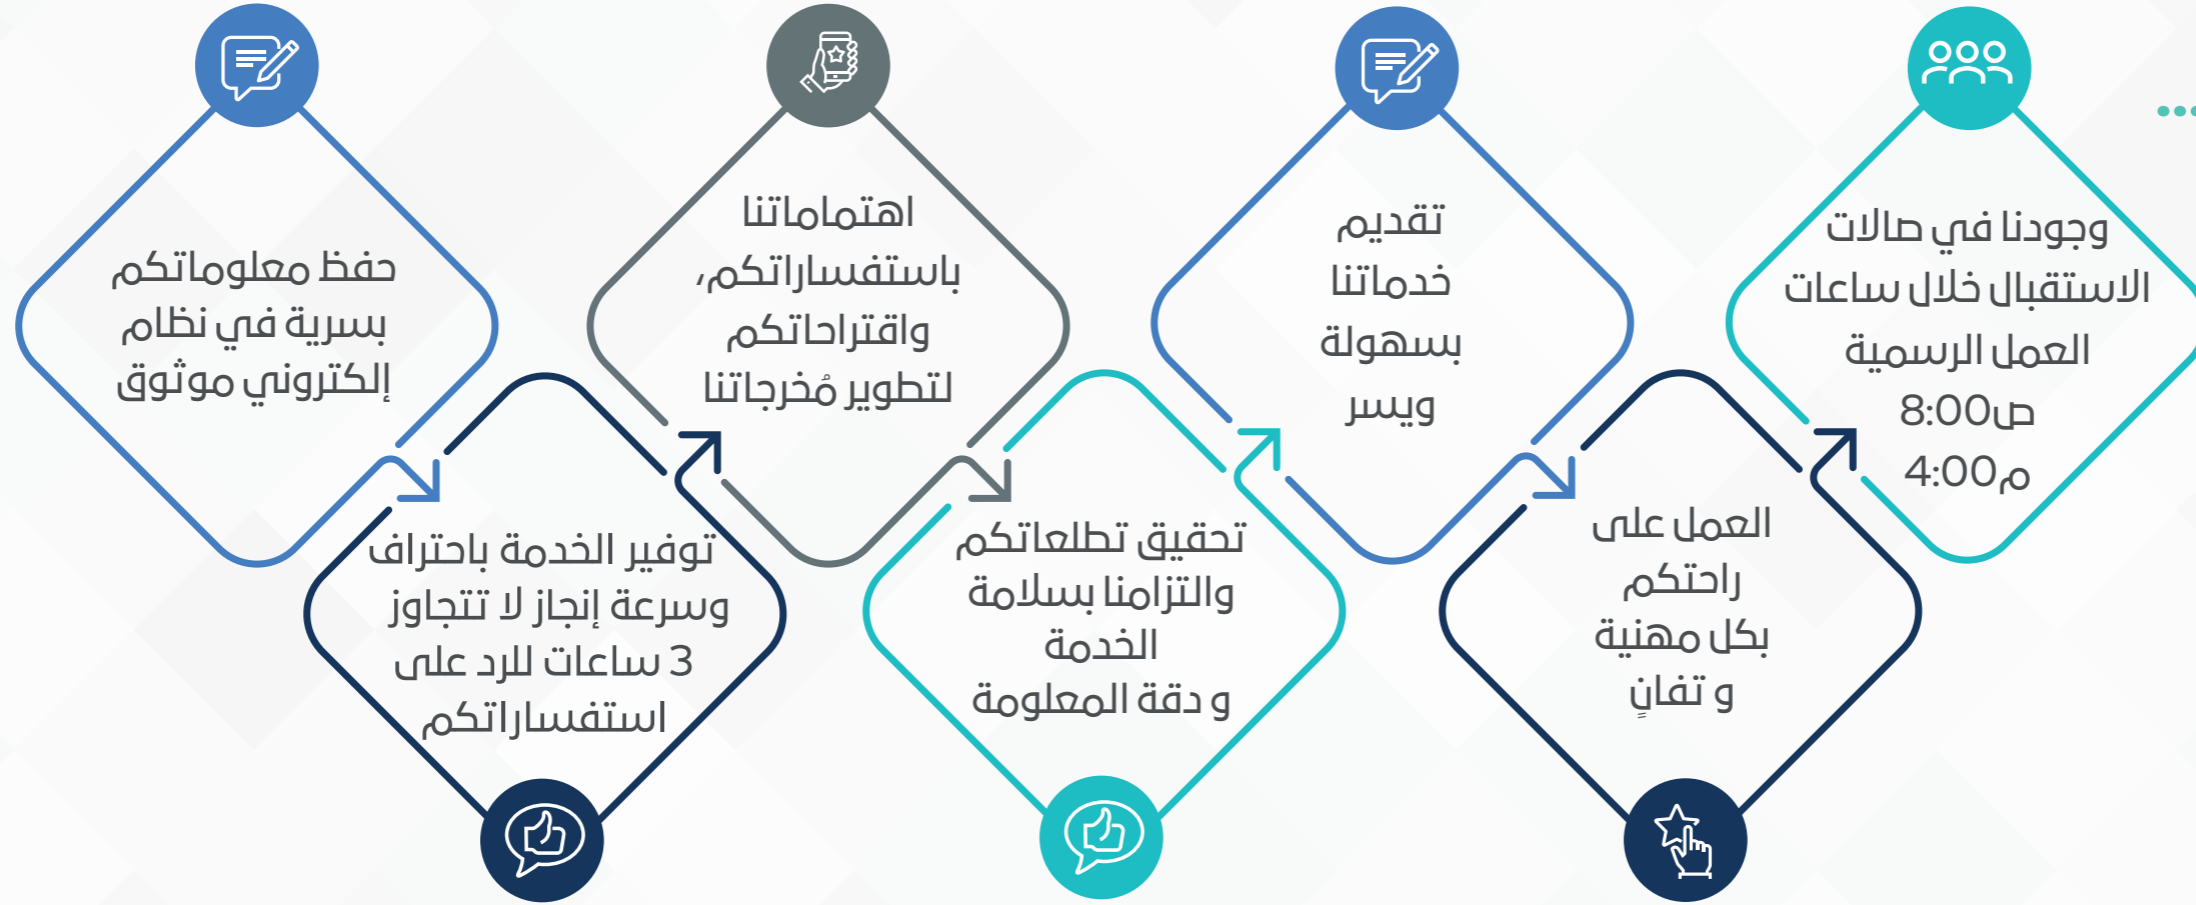 وجودنا في صالات
الاستقبال خلال ساعات
العمل الرسمية
8:00ص
4:00م
العمل على
راحتكم
بكل مهنية
و تفانٍ
تقديم
خدماتنا
بسهولة
ويسر
تحقيق تطلعاتكم
والتزامنا بسلامة
الخدمة
و دقة المعلومة
اهتماماتنا
باستفساراتكم،
واقتراحاتكم
لتطوير مُخرجاتنا
توفير الخدمة باحتراف
وسرعة إنجاز لا تتجاوز
3 ساعات للرد على
استفساراتكم
حفظ معلوماتكم
بسرية في نظام
إلكتروني موثوق